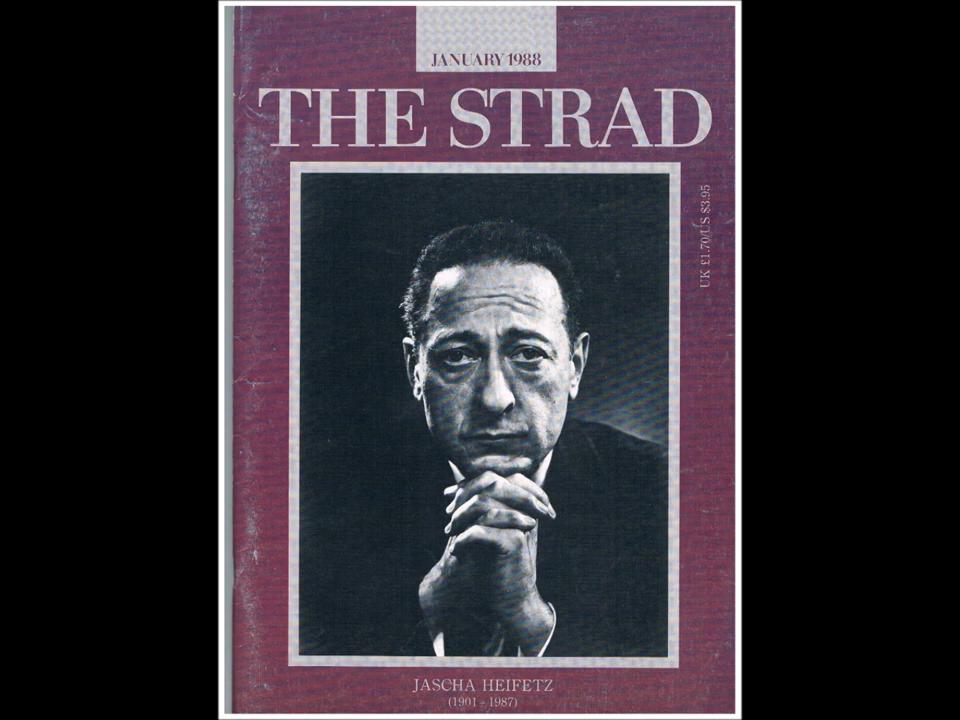 JANUARY 1988
THE STRAD
UK £1.70/US $3.95
JASCHA HEIFETZ
(1901 - 1987)